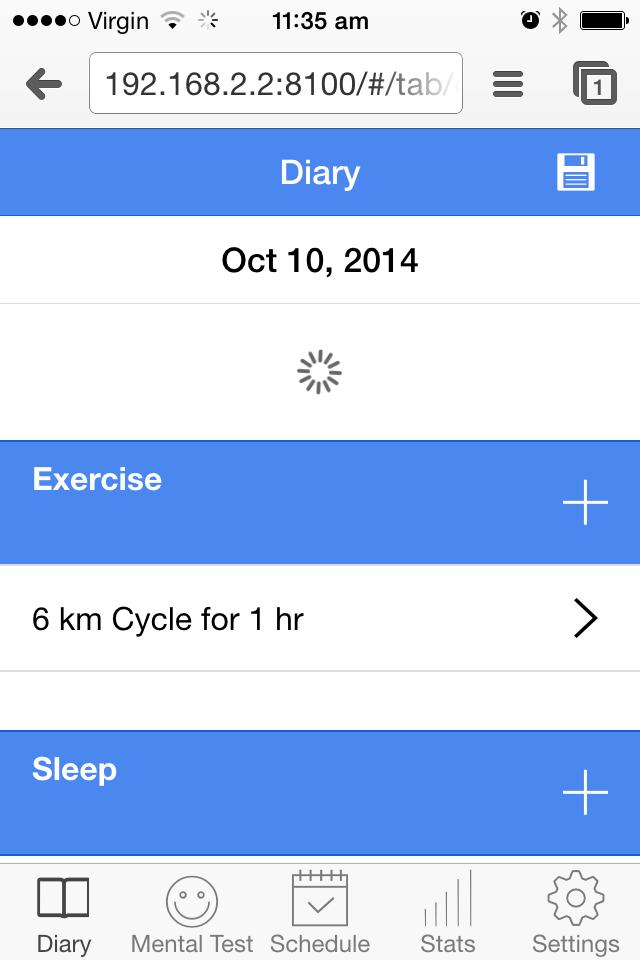 Virgin 11:35 am
192.168.2.2:8100/#/tab/
1
Diary
Oct 10, 2014
Exercise
6 km Cycle for 1 hr
Sleep
Diary Mental Test Schedule Stats Settings